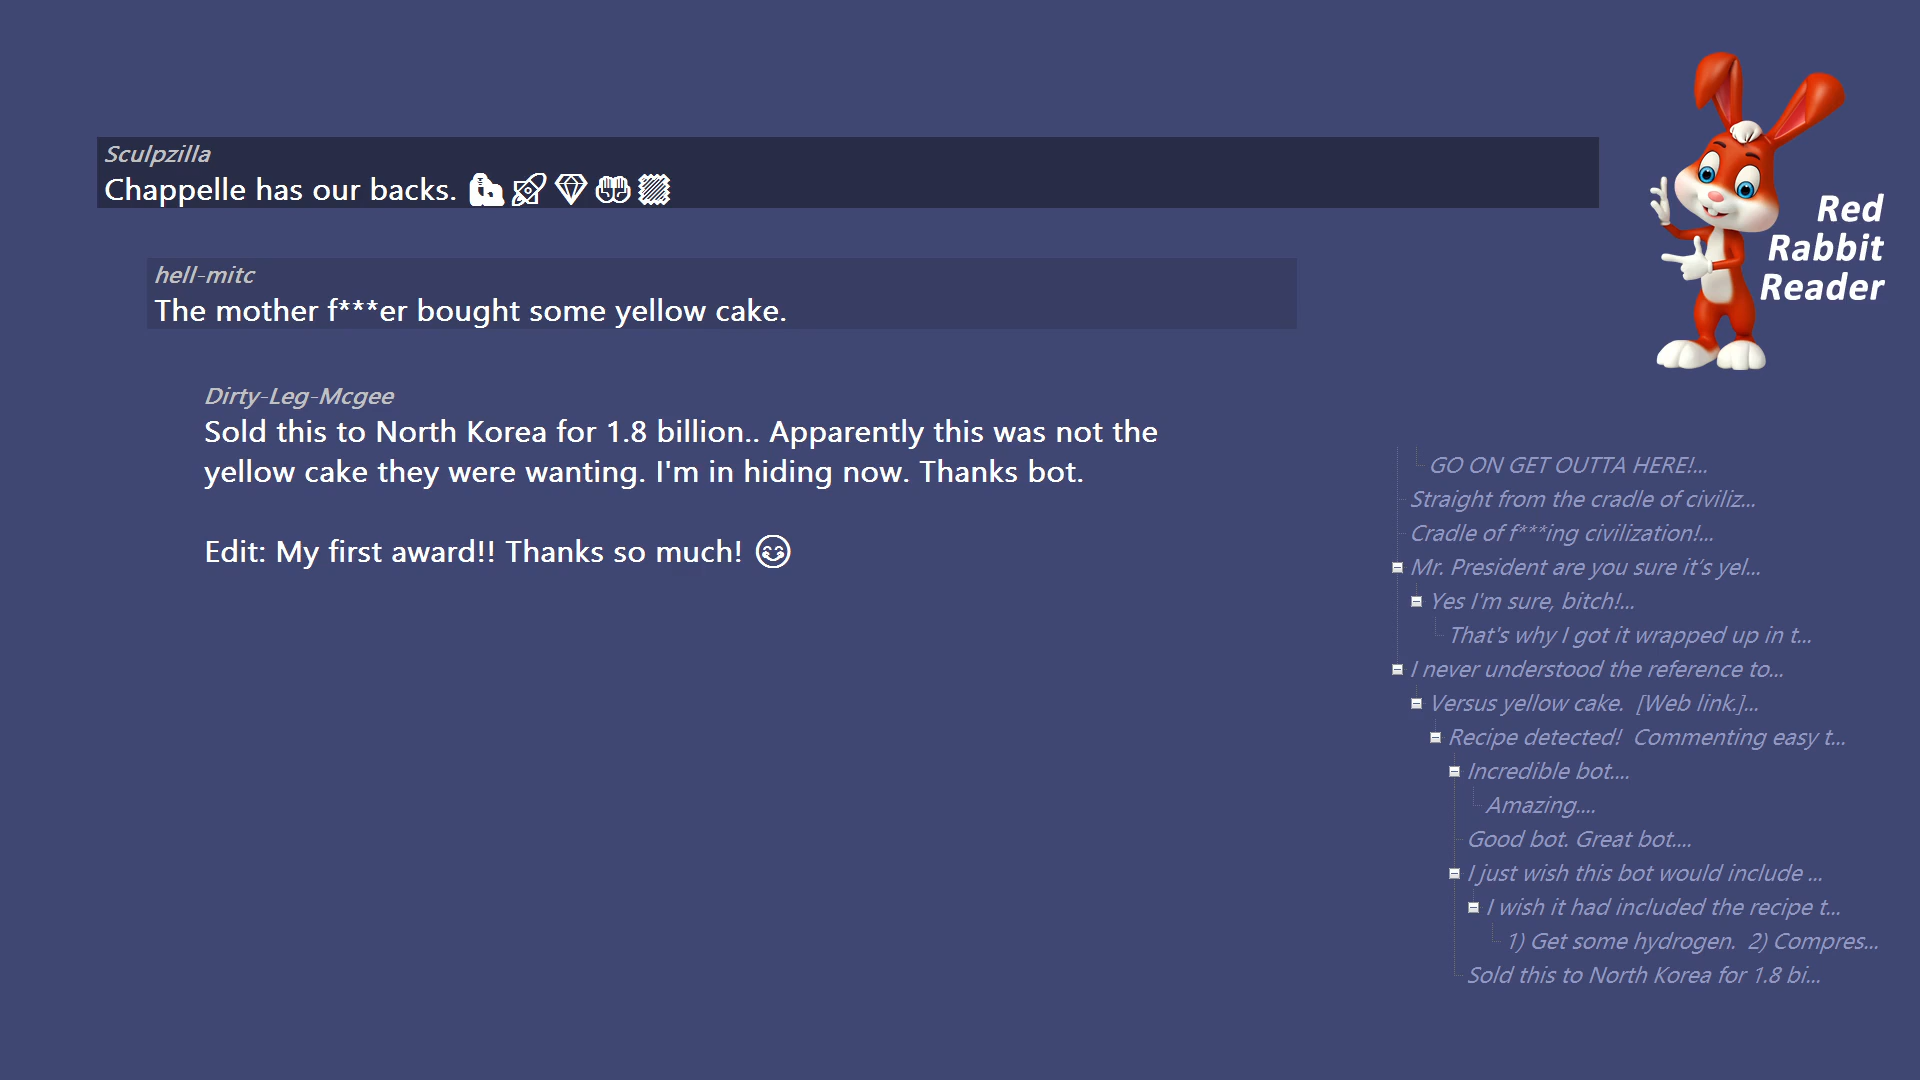 Sculpzilla
Chappelle has our backs.
hell-mitc
The mother f***er bought some yellow cake.
Dirty-Leg-Mcgee
Sold this to North Korea for 1.8 billion.. Apparently this was not the
yellow cake they were wanting. I'm in hiding now. Thanks bot.
Edit: My first award!! Thanks so much! 😊
Red
Rabbit
Reader
GO ON GET OUTTA HERE!...
Straight from the cradle of civiliz...
Cradle of f***ing civilization!...
Mr. President are you sure it’s yel...
Yes I'm sure, bitch!...
That's why I got it wrapped up in t...
I never understood the reference to...
Versus yellow cake.  [Web link.]...
Recipe detected!  Commenting easy t...
Incredible bot....
Amazing....
Good bot. Great bot....
I just wish this bot would include ...
I wish it had included the recipe t...
1) Get some hydrogen.  2) Compres...
Sold this to North Korea for 1.8 bi...